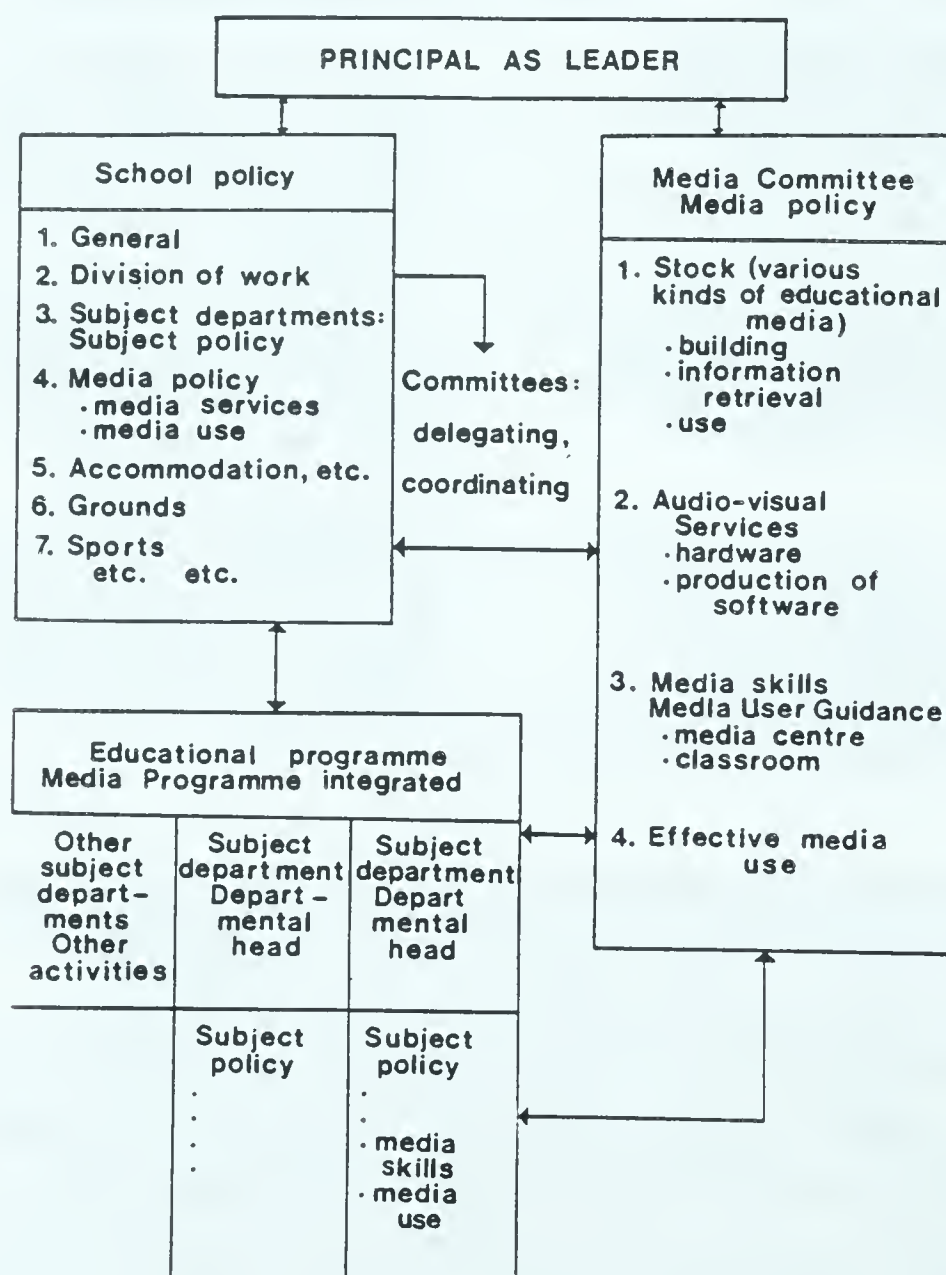 PRINCIPAL AS LEADER
School policy
1. General
2. Division of work
3. Subject departments:
Subject policy
4. Media policy
· media services
· media use
5. Accommodation, etc.
6. Grounds
7. Sports
etc. etc.
Committees:
delegating,
coordinating
Media Committee
Media policy
1. Stock (various
kinds of educational
media)
· building
· information
retrieval
· use
2. Audio-visual
Services
· hardware
· production of
software
3. Media skills
Media User Guidance
· media centre
· classroom
4. Effective media
use
Educational programme
Media Programme integrated
Other
subject
depart-
ments
Other
activities
Subject
department
Depart-
mental
head
Subject
department
Depart
mental
head
Subject
policy
·
·
·
·
Subject
policy
·
·
· media
skills
· media
use